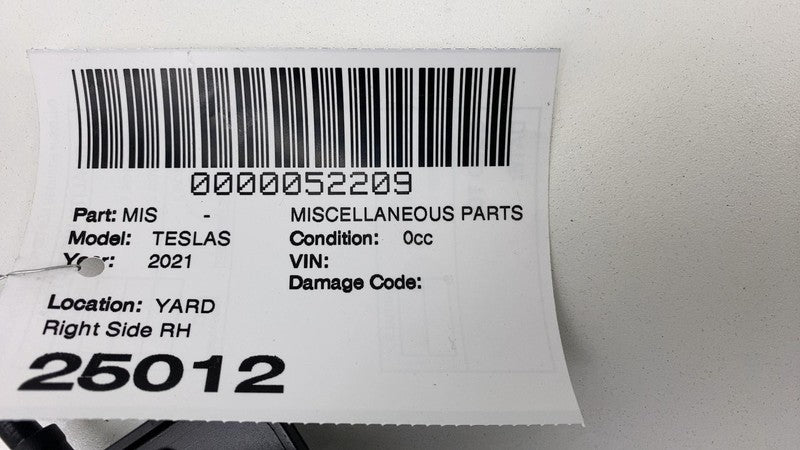 0000052209
Part: MIS - MISCELLANEOUS PARTS
Model: TESLAS Condition: 0cc
Year: 2021 VIN:
Damage Code:
Location: YARD
Right Side RH
25012